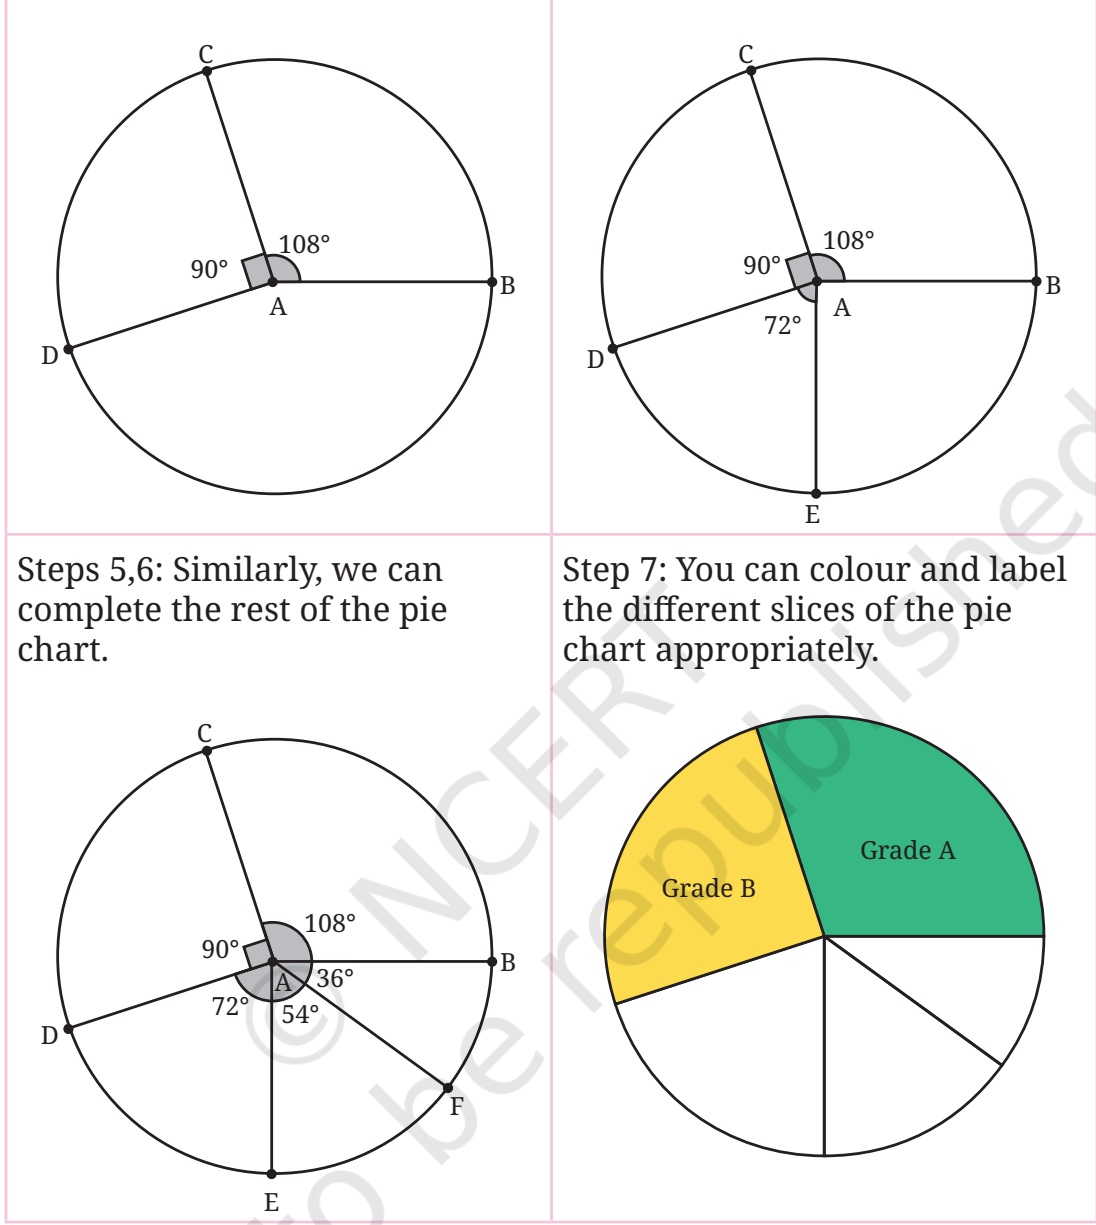 C
108°
90°
A
B
D
C
108°
90°
A
B
72°
D
E
Steps 5,6: Similarly, we can
complete the rest of the pie
chart.
Step 7: You can colour and label
the different slices of the pie
chart appropriately.
C
108°
90°
A
B
36°
72°
54°
D
F
E
Grade A
Grade B
© NCERT
to be republished